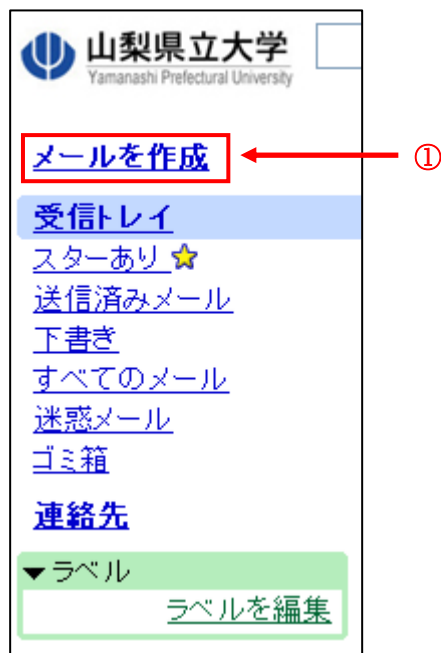 山梨県立大学
Yamanashi Prefectural University
メールを作成
①
受信トレイ
スターあり
送信済みメール
下書き
すべてのメール
迷惑メール
ゴミ箱
連絡先
▼ラベル
ラベルを編集